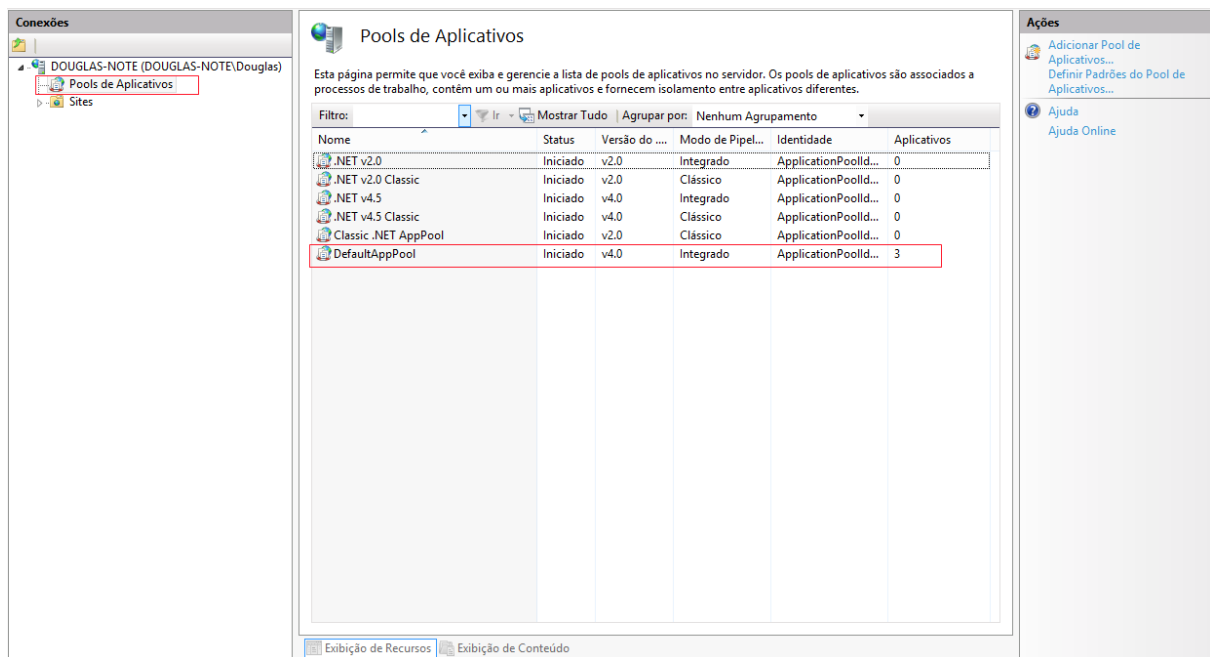 Conexões
DOUGLAS-NOTE (DOUGLAS-NOTE\Douglas)
Pools de Aplicativos
Sites
Pools de Aplicativos
Esta página permite que você exiba e gerencie a lista de pools de aplicativos no servidor. Os pools de aplicativos são associados a
processos de trabalho, contêm um ou mais aplicativos e fornecem isolamento entre aplicativos diferentes.
Filtro: Ir Mostrar Tudo Agrupar por: Nenhum Agrupamento
Nome Status Versão do .... Modo de Pipel... Identidade Aplicativos
.NET v2.0 Iniciado v2.0 Integrado ApplicationPoolId... 0
.NET v2.0 Classic Iniciado v2.0 Clássico ApplicationPoolId... 0
.NET v4.5 Iniciado v4.0 Integrado ApplicationPoolId... 0
.NET v4.5 Classic Iniciado v4.0 Clássico ApplicationPoolId... 0
Classic .NET AppPool Iniciado v2.0 Clássico ApplicationPoolId... 0
DefaultAppPool Iniciado v4.0 Integrado ApplicationPoolId... 3
Exibição de Recursos Exibição de Conteúdo
Ações
Adicionar Pool de
Aplicativos...
Definir Padrões do Pool de
Aplicativos...
Ajuda
Ajuda Online